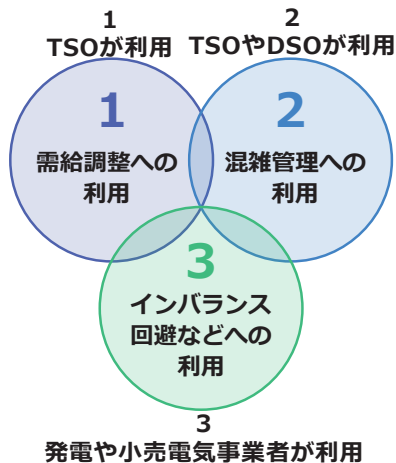 1
TSOが利用
2
TSOやDSOが利用
1
需給調整への
利用
2
混雑管理への
利用
3
インバランス
回避などへの
利用
3
発電や小売電気事業者が利用